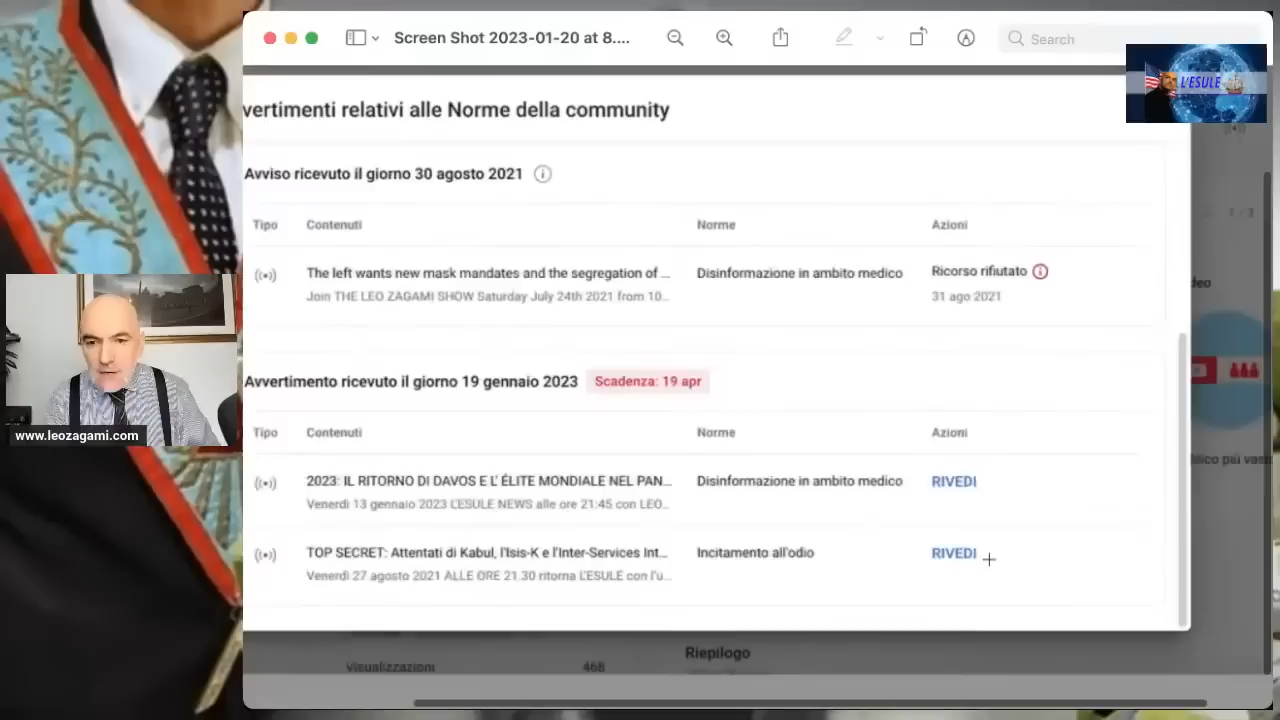 Screen Shot 2023-01-20 at 8....
Search
L'ESULE
vertimenti relativi alle Norme della community
Avviso ricevuto il giorno 30 agosto 2021
Tipo Contenuti Norme Azioni
The left wants new mask mandates and the segregation of ... Disinformazione in ambito medico Ricorso rifiutato
Join THE LEO ZAGAMI SHOW Saturday July 24th 2021 from 10... 31 ago 2021
Avvertimento ricevuto il giorno 19 gennaio 2023 Scadenza: 19 apr
Tipo Contenuti Norme Azioni
2023: IL RITORNO DI DAVOS E L' ÉLITE MONDIALE NEL PAN... Disinformazione in ambito medico RIVEDI
Venerdì 13 gennaio 2023 L'ESULE NEWS alle ore 21:45 con LEO...
TOP SECRET: Attentati di Kabul, l'Isis-K e l'Inter-Services Int... Incitamento all'odio RIVEDI
Venerdì 27 agosto 2021 ALLE ORE 21.30 ritorna L'ESULE con l'u...
www.leozagami.com
Riepilogo
Visualizzazioni 468